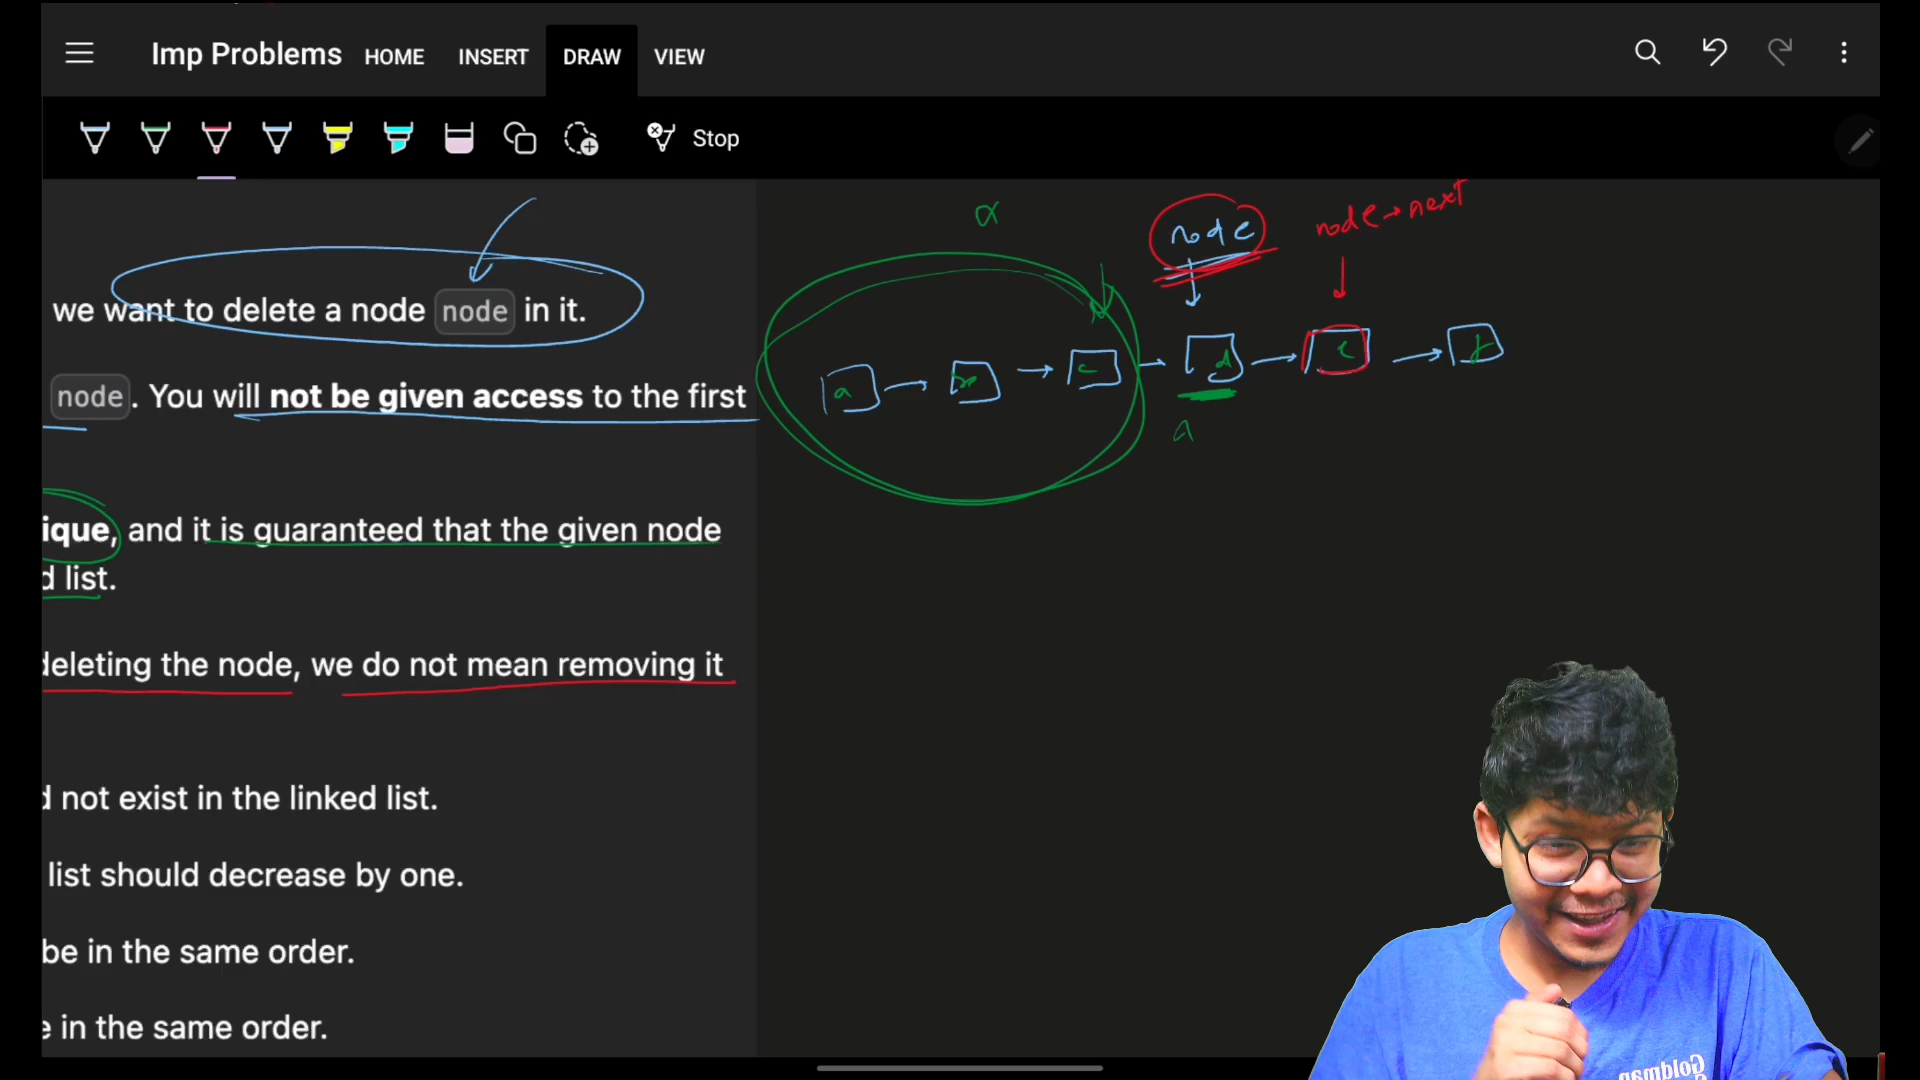 Imp Problems HOME INSERT DRAW VIEW
Stop
we want to delete a node node in it.
node. You will not be given access to the first
ique, and it is guaranteed that the given node
d list.
deleting the node, we do not mean removing it
d not exist in the linked list.
list should decrease by one.
be in the same order.
e in the same order.
node
node→next
a
c
d
e
f
a